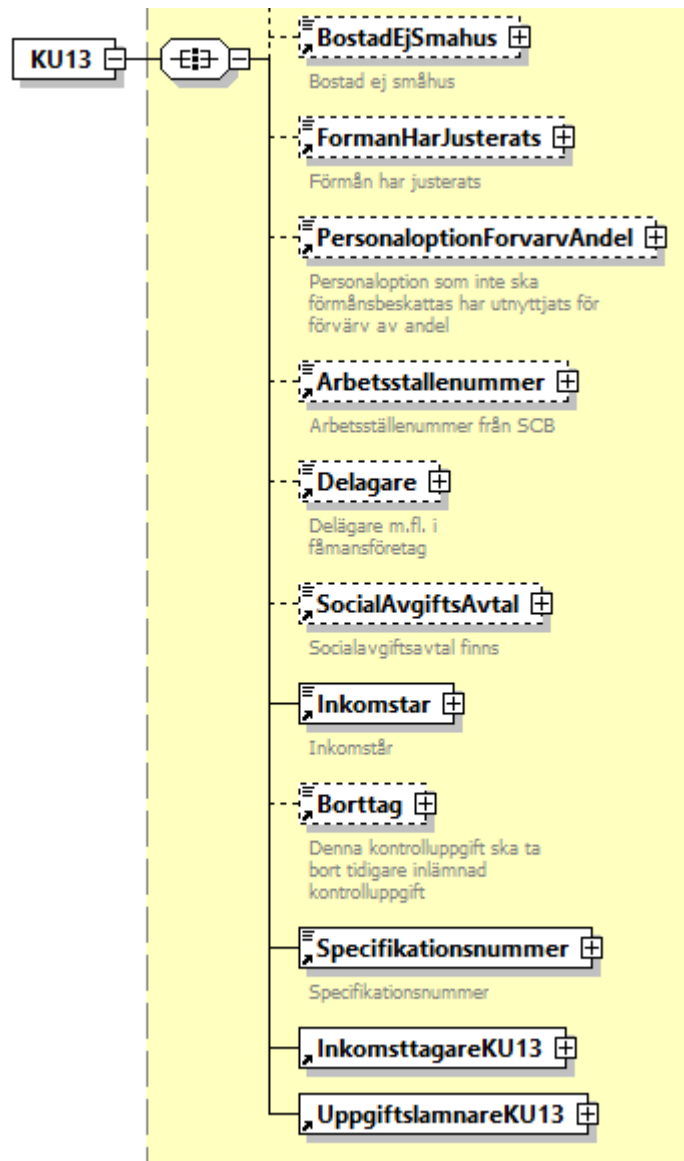 KU13
BostadEjSmahus
Bostad ej småhus
FormanHarJusterats
Förmån har justerats
PersonaloptionForvarvAndel
Personaloption som inte ska
förmånsbeskattas har utnyttjats för
förvärv av andel
Arbetsstallenummer
Arbetsställenummer från SCB
Delagare
Delägare m.fl. i
fåmansföretag
SocialAvgiftsAvtal
Socialavgiftsavtal finns
Inkomstar
Inkomstår
Borttag
Denna kontrolluppgift ska ta
bort tidigare inlämnad
kontrolluppgift
Specifikationsnummer
Specifikationsnummer
InkomsttagareKU13
UppgiftslamnareKU13